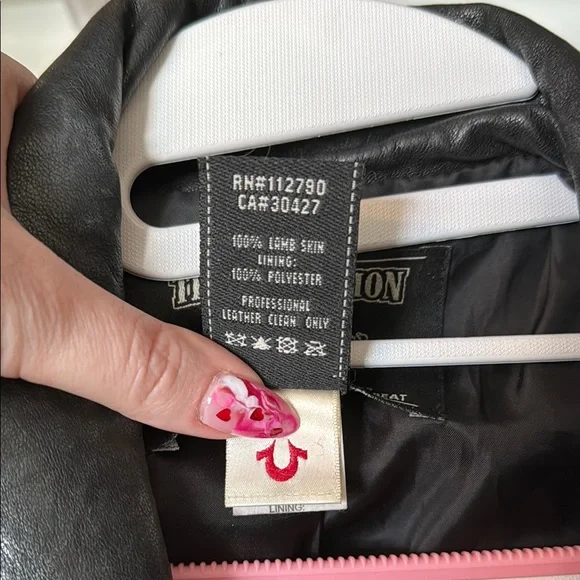 RN#112790
CA#30427
100% LAMB SKIN
LINING:
100% POLYESTER
PROFESSIONAL
LEATHER CLEAN ONLY
LINING: